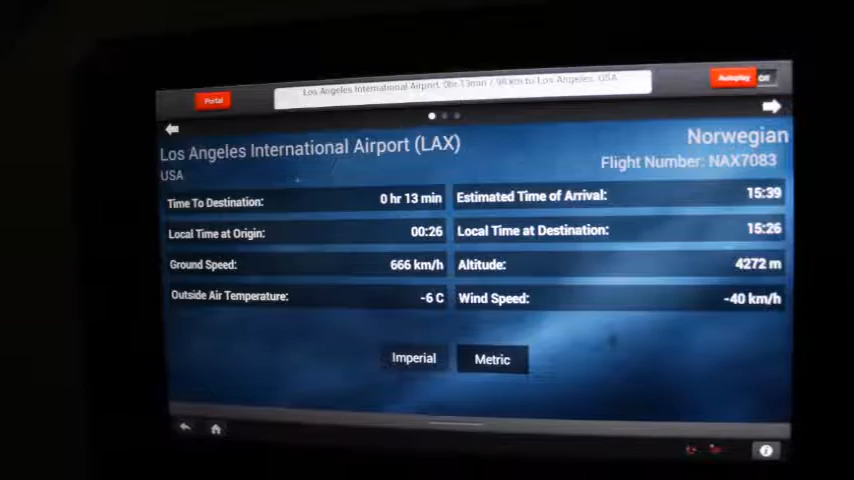 Portal
Los Angeles International Airport, 0hr 13min / 98 km to Los Angeles, USA
Autoplay Off
Los Angeles International Airport (LAX)
USA
Norwegian
Flight Number: NAX7083
Time To Destination: 0 hr 13 min
Estimated Time of Arrival: 15:39
Local Time at Origin: 00:26
Local Time at Destination: 15:26
Ground Speed: 666 km/h
Altitude: 4272 m
Outside Air Temperature: -6 C
Wind Speed: -40 km/h
Imperial
Metric